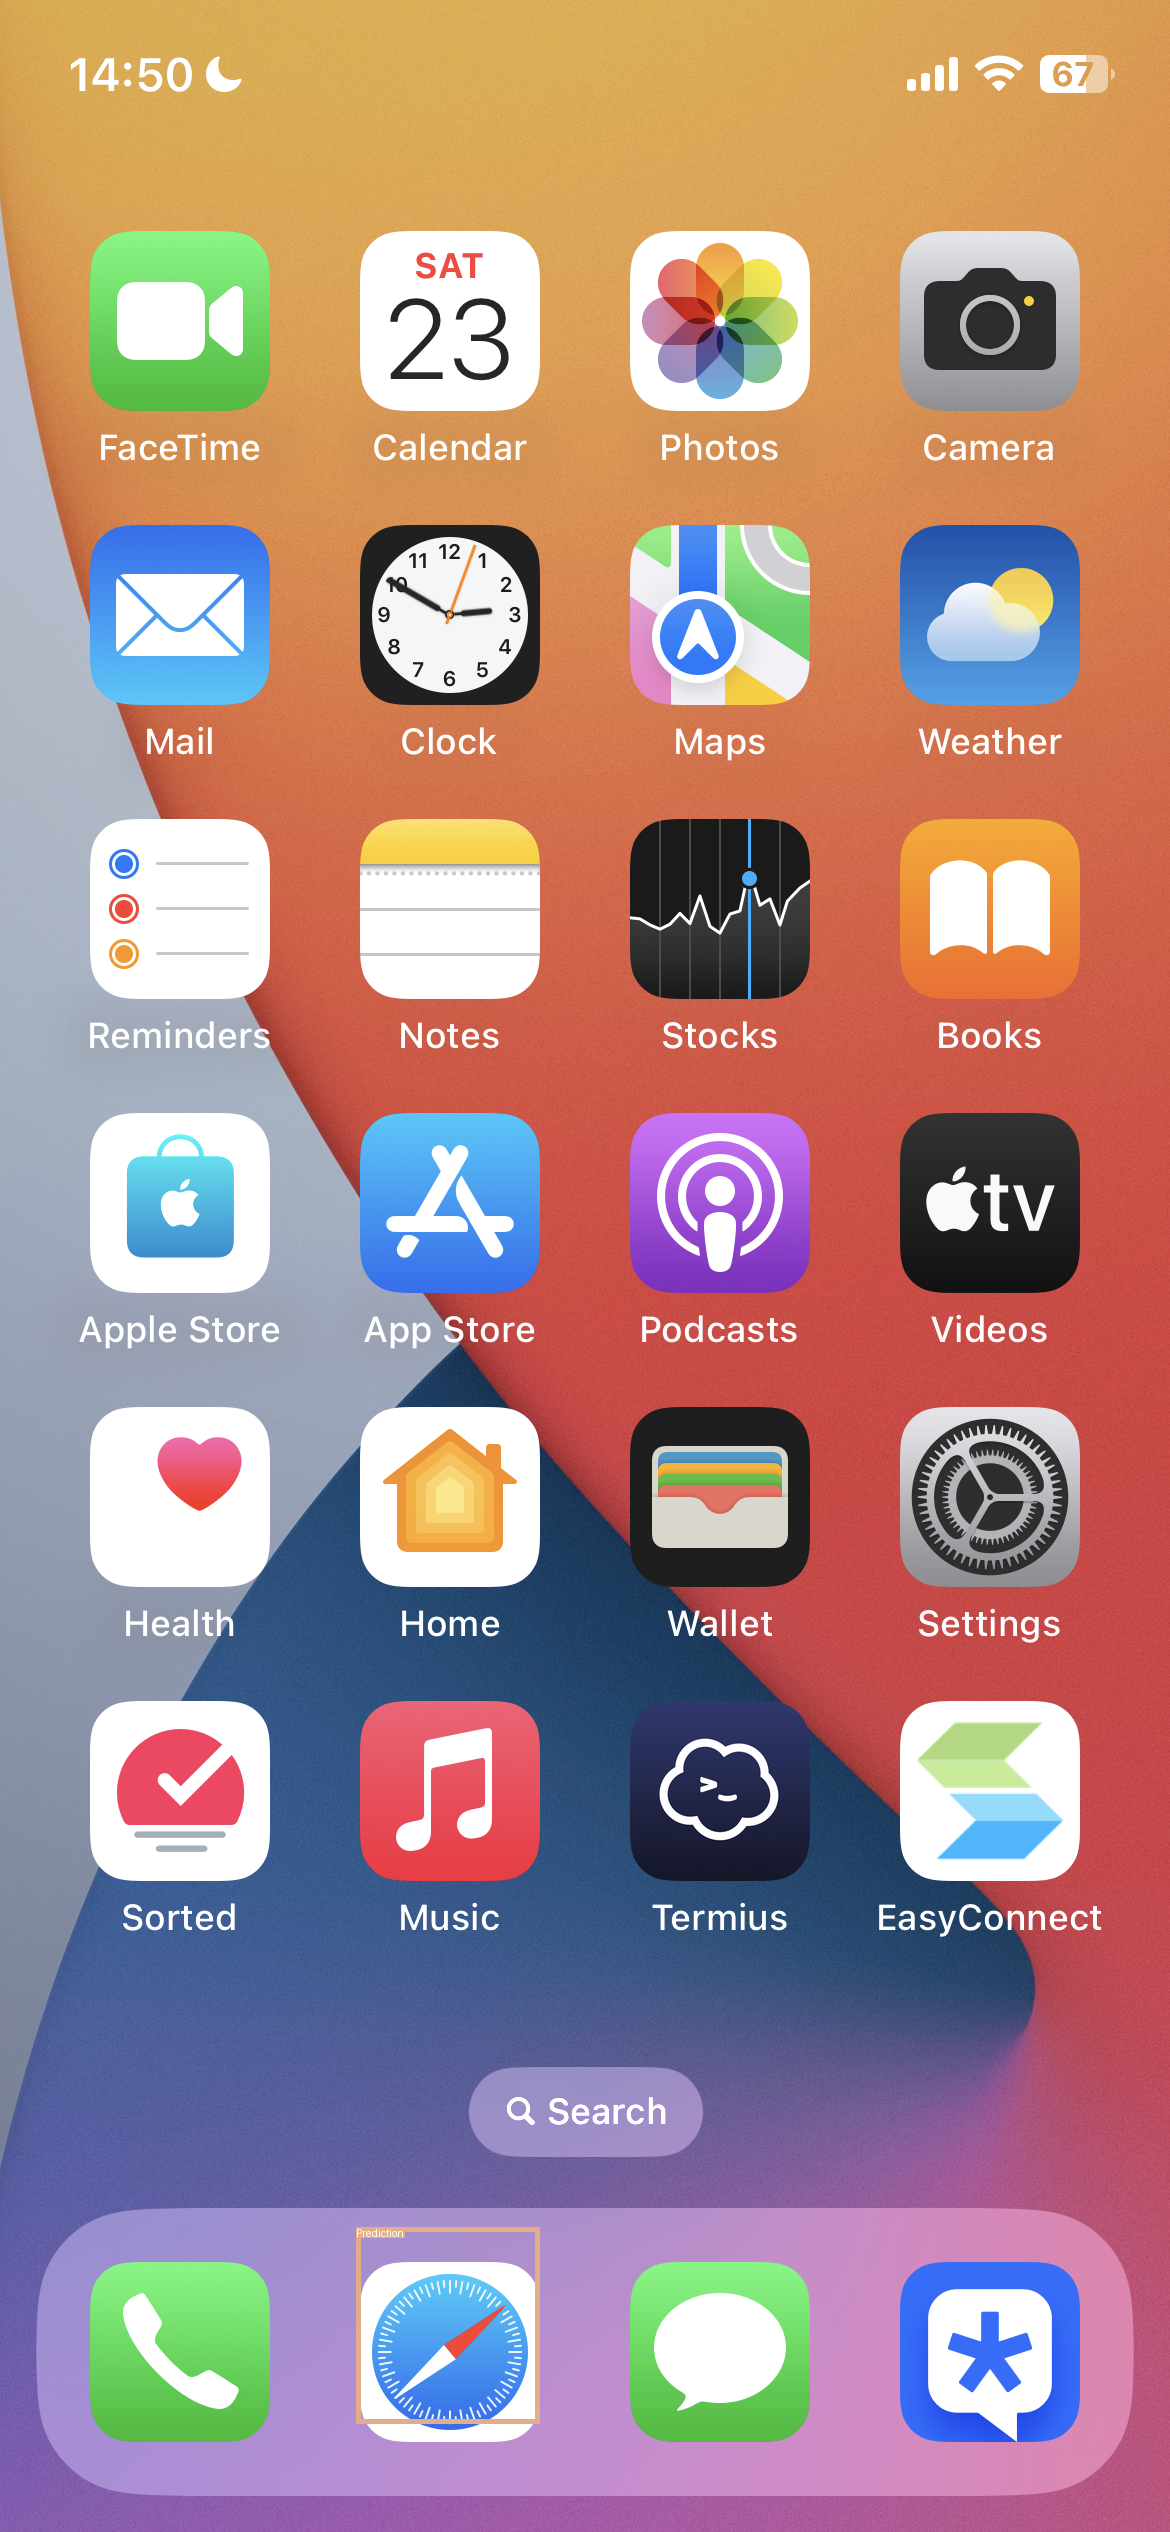 14:50
67
SAT
23
FaceTime
Calendar
Photos
Camera
12
11
1
10
2
9
3
8
4
7
5
6
Mail
Clock
Maps
Weather
Reminders
Notes
Stocks
Books
tv
Apple Store
App Store
Podcasts
Videos
Health
Home
Wallet
Settings
>_
Sorted
Music
Termius
EasyConnect
Search
Prediction